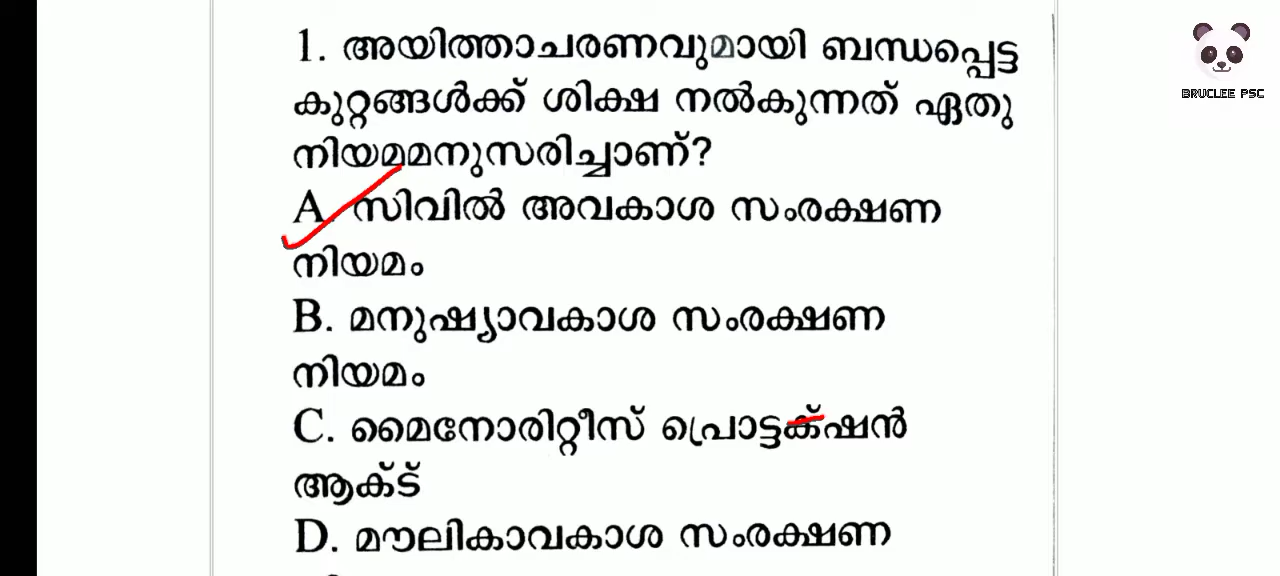 BRUCLEE PSC
1. അയിത്താചരണവുമായി ബന്ധപ്പെട്ട
കുറ്റങ്ങൾക്ക് ശിക്ഷ നൽകുന്നത് ഏതു
നിയമമനുസരിച്ചാണ്?
A. സിവിൽ അവകാശ സംരക്ഷണ
നിയമം
B. മനുഷ്യാവകാശ സംരക്ഷണ
നിയമം
C. മൈനോരിറ്റീസ് പ്രൊട്ടക്ഷൻ
ആക്ട്
D. മൗലികാവകാശ സംരക്ഷണ